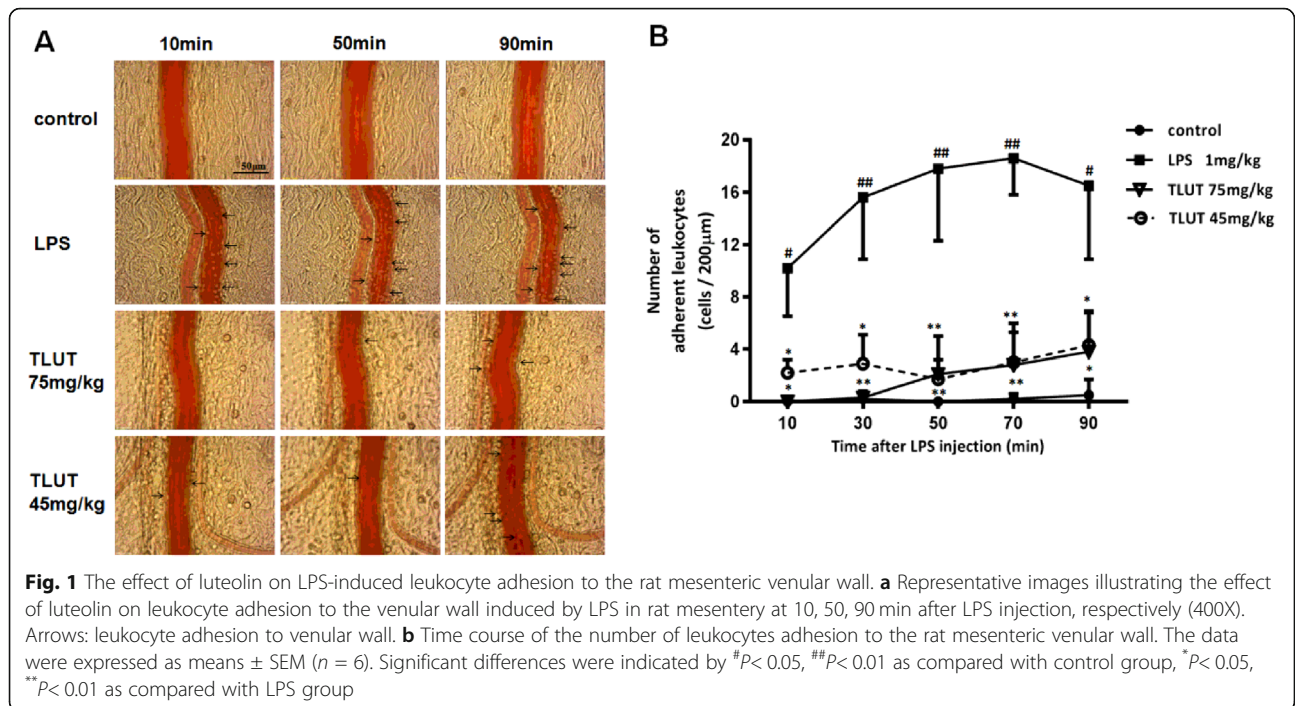 A
10min 50min 90min
control
50μm
LPS
TLUT
75mg/kg
TLUT
45mg/kg
B
Number of
adherent leukocytes
(cells / 200μm)
20
16
12
8
4
0
# ## ## ## #
* * ** ** *
* ** ** ** *
10 30 50 70 90
Time after LPS injection (min)
control
LPS 1mg/kg
TLUT 75mg/kg
TLUT 45mg/kg
Fig. 1 The effect of luteolin on LPS-induced leukocyte adhesion to the rat mesenteric venular wall. a Representative images illustrating the effect
of luteolin on leukocyte adhesion to the venular wall induced by LPS in rat mesentery at 10, 50, 90 min after LPS injection, respectively (400X).
Arrows: leukocyte adhesion to venular wall. b Time course of the number of leukocytes adhesion to the rat mesenteric venular wall. The data
were expressed as means ± SEM (n = 6). Significant differences were indicated by #P< 0.05, ##P< 0.01 as compared with control group, *P< 0.05,
**P< 0.01 as compared with LPS group